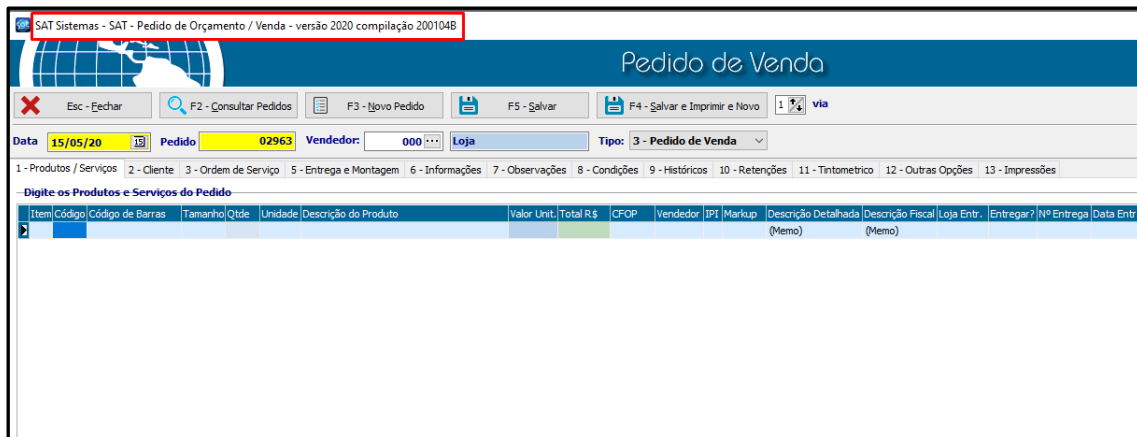 SAT Sistemas - SAT - Pedido de Orçamento / Venda - versão 2020 compilação 200104B
Pedido de Venda
Esc - Fechar F2 - Consultar Pedidos F3 - Novo Pedido F5 - Salvar F4 - Salvar e Imprimir e Novo 1 via
Data 15/05/20 15 Pedido 02963 Vendedor: 000 ... Loja Tipo: 3 - Pedido de Venda
1 - Produtos / Serviços 2 - Cliente 3 - Ordem de Serviço 5 - Entrega e Montagem 6 - Informações 7 - Observações 8 - Condições 9 - Históricos 10 - Retenções 11 - Tintometrico 12 - Outras Opções 13 - Impressões
Digite os Produtos e Serviços do Pedido
Item Código Código de Barras Tamanho Qtde Unidade Descrição do Produto Valor Unit. Total R$ CFOP Vendedor IPI Markup Descrição Detalhada Descrição Fiscal Loja Entr. Entregar? Nº Entrega Data Entr
(Memo) (Memo)